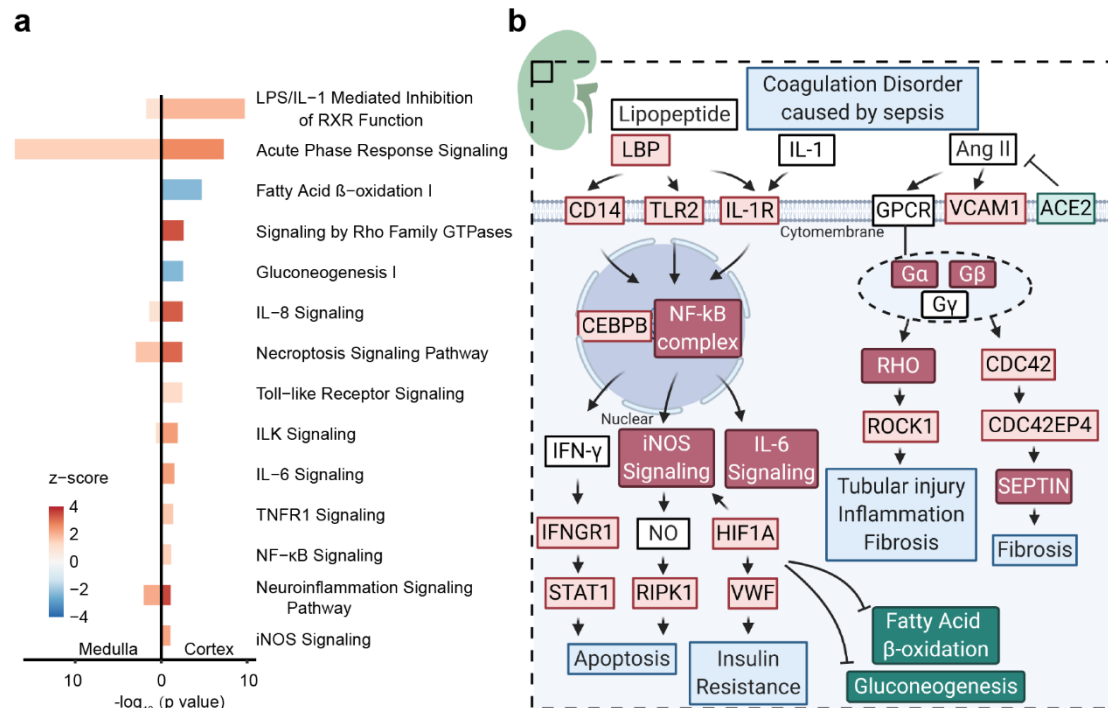 a
LPS/IL−1 Mediated Inhibition
of RXR Function
Acute Phase Response Signaling
Fatty Acid ß-oxidation I
Signaling by Rho Family GTPases
Gluconeogenesis I
IL−8 Signaling
Necroptosis Signaling Pathway
Toll−like Receptor Signaling
ILK Signaling
IL−6 Signaling
TNFR1 Signaling
NF−κB Signaling
Neuroinflammation Signaling
Pathway
iNOS Signaling
z−score
4
2
0
−2
−4
Medulla
Cortex
10
0
10
-log₁₀ (p value)
b
Coagulation Disorder
caused by sepsis
Lipopeptide
LBP
IL-1
Ang II
CD14
TLR2
IL-1R
GPCR
VCAM1
ACE2
Cytomembrane
Gα
Gβ
Gγ
CEBPB
NF-kB
complex
Nuclear
RHO
CDC42
IFN-γ
iNOS
Signaling
IL-6
Signaling
ROCK1
CDC42EP4
Tubular injury
Inflammation
Fibrosis
SEPTIN
Fibrosis
IFNGR1
NO
HIF1A
STAT1
RIPK1
VWF
Apoptosis
Insulin
Resistance
Fatty Acid
β-oxidation
Gluconeogenesis